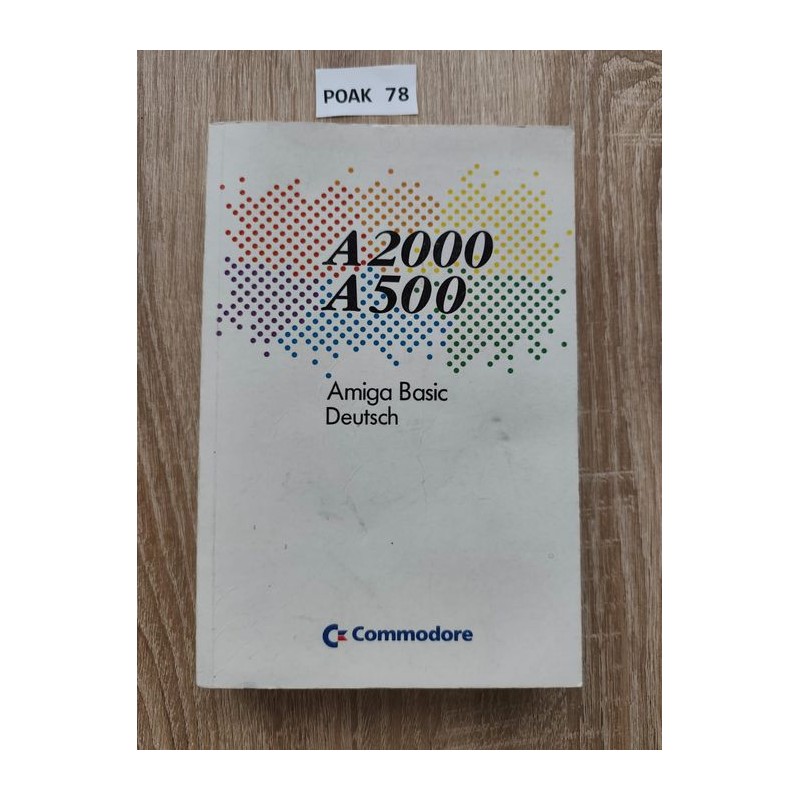 POAK 78
A2000
A500
Amiga Basic
Deutsch
Commodore